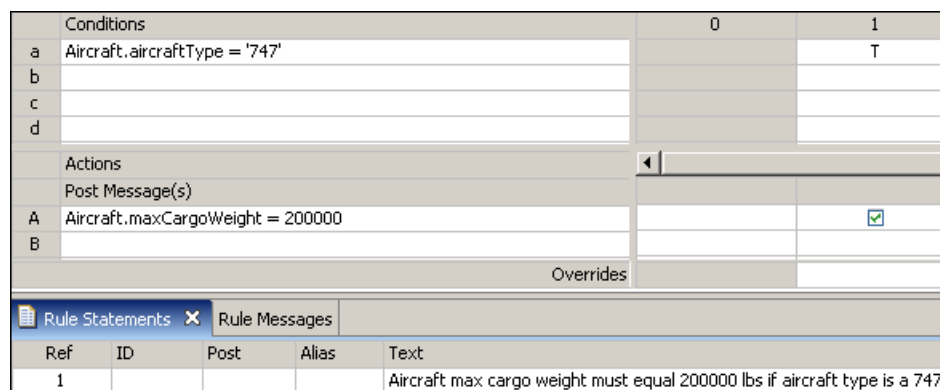 Conditions 0 1
a Aircraft.aircraftType = '747' T
b
c
d
Actions
Post Message(s)
A Aircraft.maxCargoWeight = 200000
B
Overrides
Rule Statements Rule Messages
Ref ID Post Alias Text
1 Aircraft max cargo weight must equal 200000 lbs if aircraft type is a 747